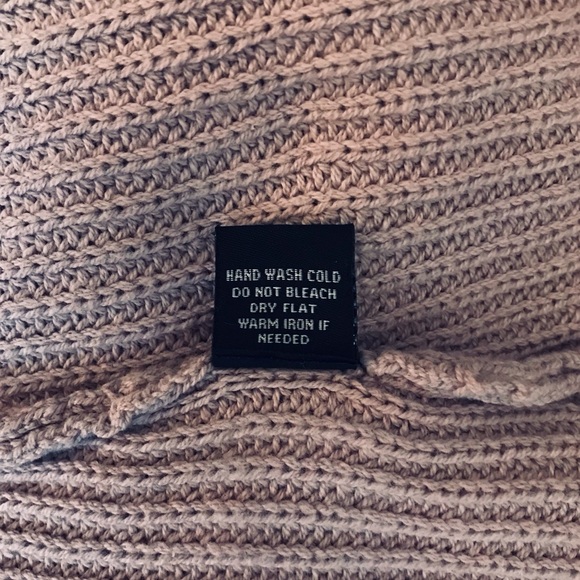 HAND WASH COLD
DO NOT BLEACH
DRY FLAT
WARM IRON IF
NEEDED